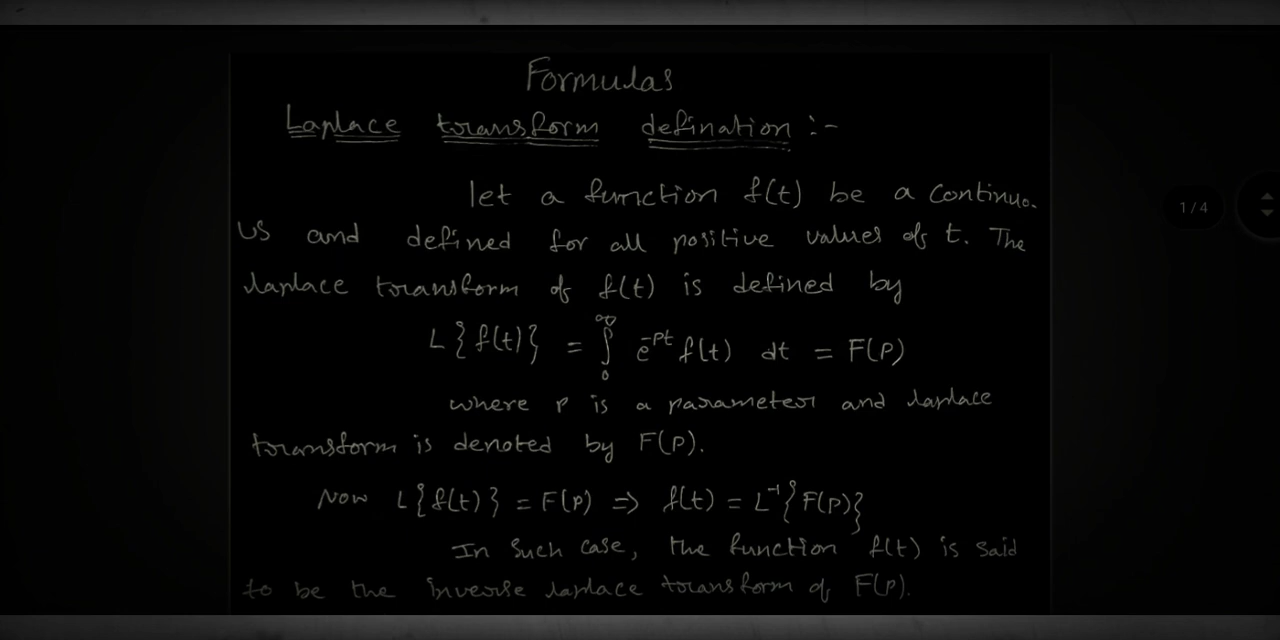 Formulas
Laplace transform defination :-
let a function f(t) be a continuo-
us and defined for all positive values of t. The
laplace transform of f(t) is defined by
L{f(t)} = ∫₀^∞ e^{-pt} f(t) dt = F(p)
where p is a parameter and laplace
transform is denoted by F(p).
Now L{f(t)} = F(p) => f(t) = L⁻¹{F(p)}
In such case, the function f(t) is said
to be the inverse laplace transform of F(p).
1/4